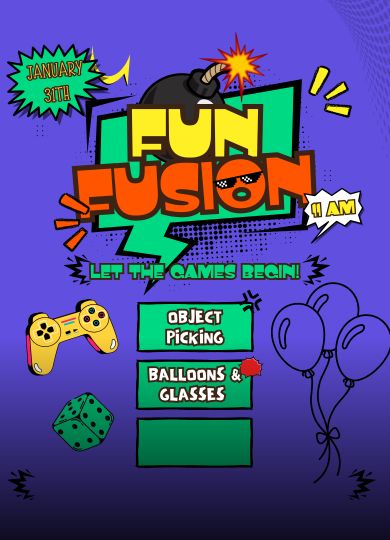 JANUARY
31TH
FUN
FUSION
11 AM
LET THE GAMES BEGIN!
OBJECT
PICKING
BALLOONS &
GLASSES